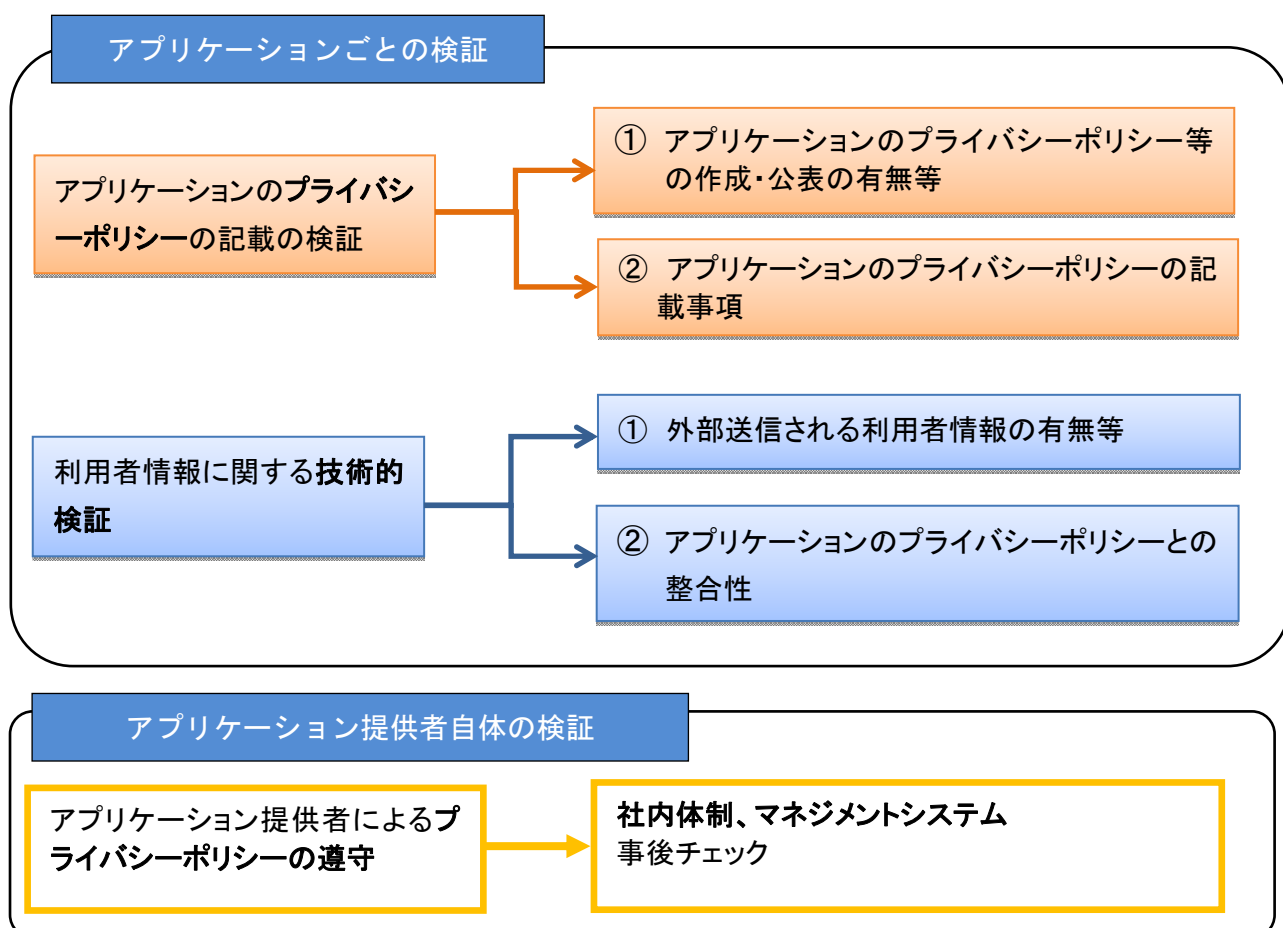 アプリケーションごとの検証
アプリケーションのプライバシ
ーポリシーの記載の検証
① アプリケーションのプライバシーポリシー等
の作成・公表の有無等
② アプリケーションのプライバシーポリシーの記
載事項
利用者情報に関する技術的
検証
① 外部送信される利用者情報の有無等
② アプリケーションのプライバシーポリシーとの
整合性
アプリケーション提供者自体の検証
アプリケーション提供者によるプ
ライバシーポリシーの遵守
社内体制、マネジメントシステム
事後チェック